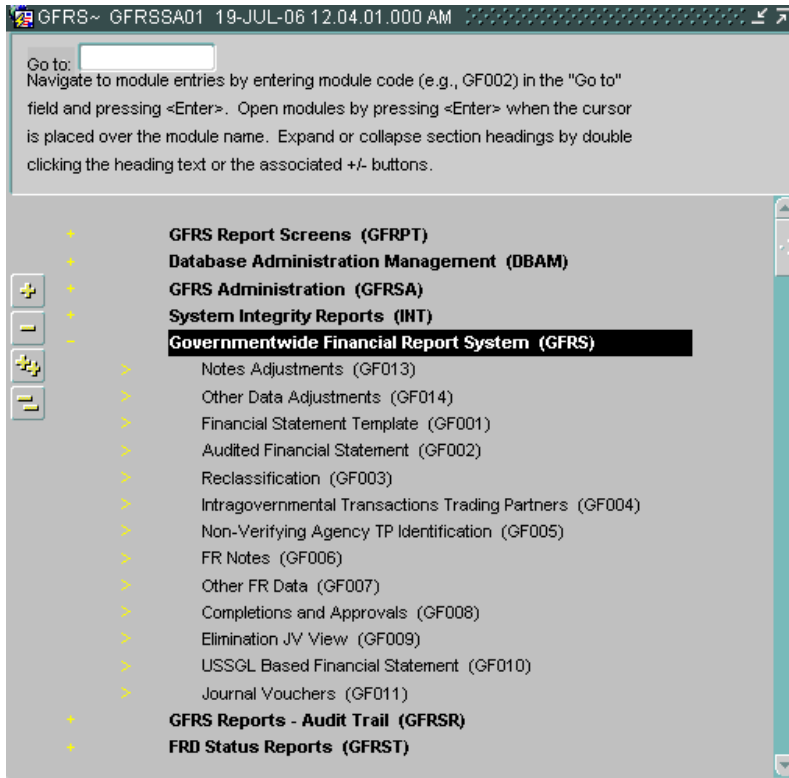 GFRS~ GFRSSA01 19-JUL-06 12.04.01.000 AM
Go to:
Navigate to module entries by entering module code (e.g., GF002) in the "Go to"
field and pressing <Enter>. Open modules by pressing <Enter> when the cursor
is placed over the module name. Expand or collapse section headings by double
clicking the heading text or the associated +/- buttons.
+ GFRS Report Screens (GFRPT)
+ Database Administration Management (DBAM)
+ GFRS Administration (GFRSA)
+ System Integrity Reports (INT)
- Governmentwide Financial Report System (GFRS)
> Notes Adjustments (GF013)
> Other Data Adjustments (GF014)
> Financial Statement Template (GF001)
> Audited Financial Statement (GF002)
> Reclassification (GF003)
> Intragovernmental Transactions Trading Partners (GF004)
> Non-Verifying Agency TP Identification (GF005)
> FR Notes (GF006)
> Other FR Data (GF007)
> Completions and Approvals (GF008)
> Elimination JV View (GF009)
> USSGL Based Financial Statement (GF010)
> Journal Vouchers (GF011)
+ GFRS Reports - Audit Trail (GFRSR)
+ FRD Status Reports (GFRST)